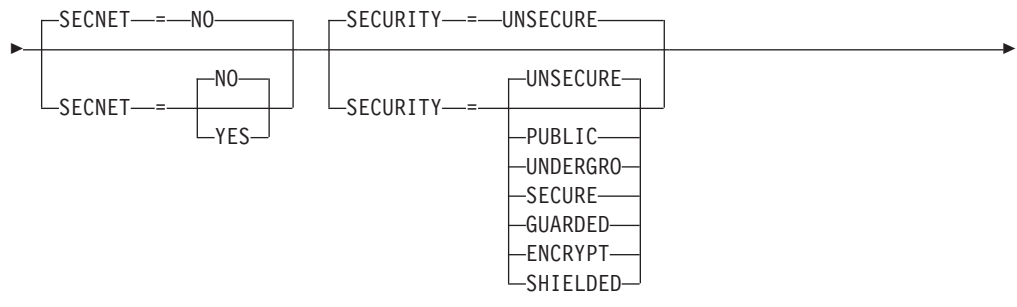 SECNET = NO SECURITY = UNSECURE
NO UNSECURE
SECNET = SECURITY =
YES PUBLIC
UNDERGRO
SECURE
GUARDED
ENCRYPT
SHIELDED